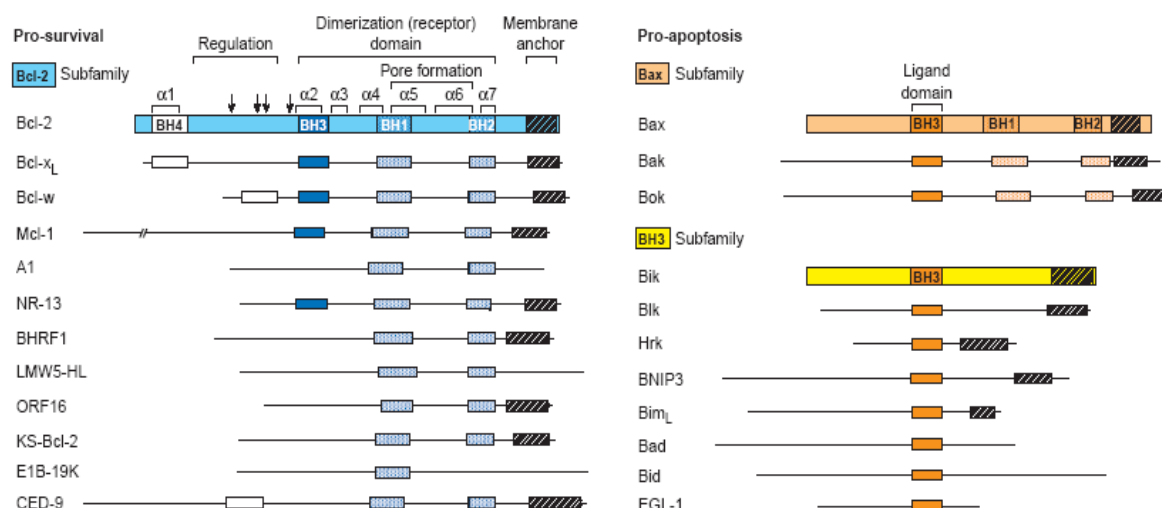 Pro-survival
Regulation
Dimerization (receptor)
domain
Membrane
anchor
Bcl-2 Subfamily
Pore formation
α1 α2 α3 α4 α5 α6 α7
Bcl-2 BH4 BH3 BH1 BH2
Bcl-xL
Bcl-w
Mcl-1
A1
NR-13
BHRF1
LMW5-HL
ORF16
KS-Bcl-2
E1B-19K
CED-9
Pro-apoptosis
Bax Subfamily
Ligand
domain
Bax BH3 BH1 BH2
Bak
Bok
BH3 Subfamily
Bik BH3
Blk
Hrk
BNIP3
BimL
Bad
Bid
EGL-1